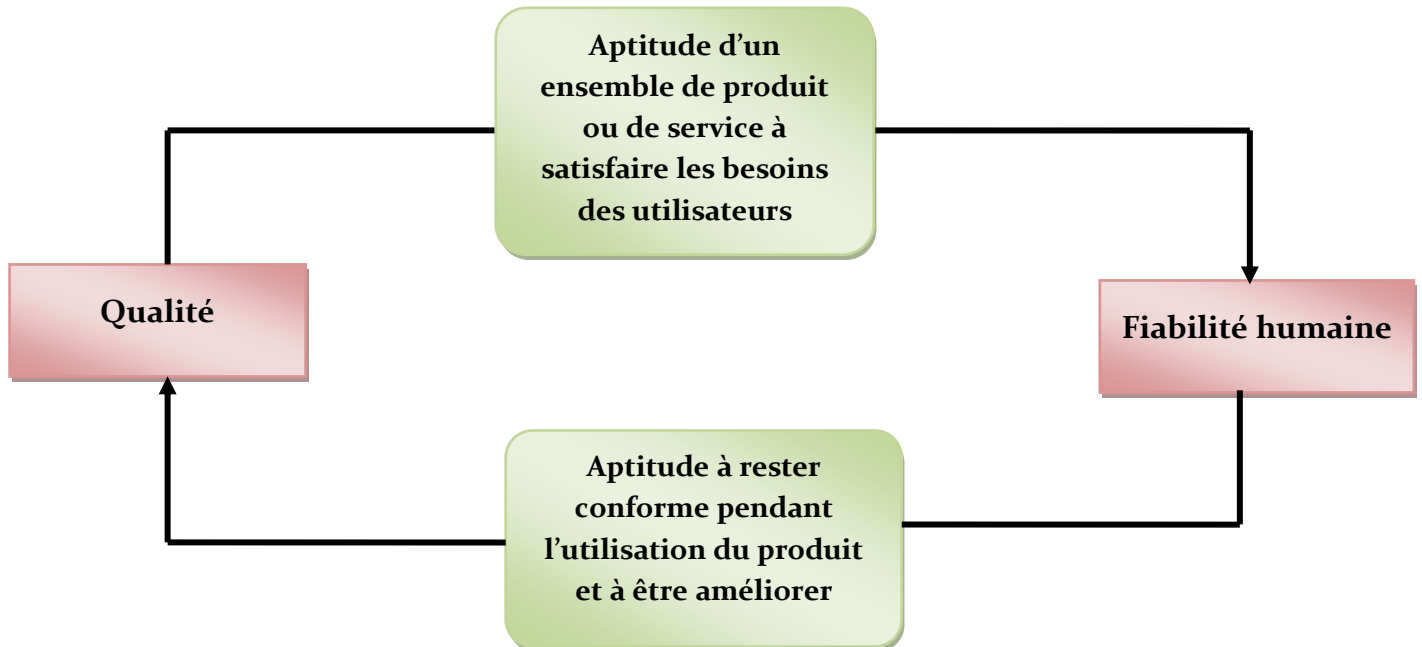 Aptitude d’un
ensemble de produit
ou de service à
satisfaire les besoins
des utilisateurs
Qualité
Fiabilité humaine
Aptitude à rester
conforme pendant
l’utilisation du produit
et à être améliorer